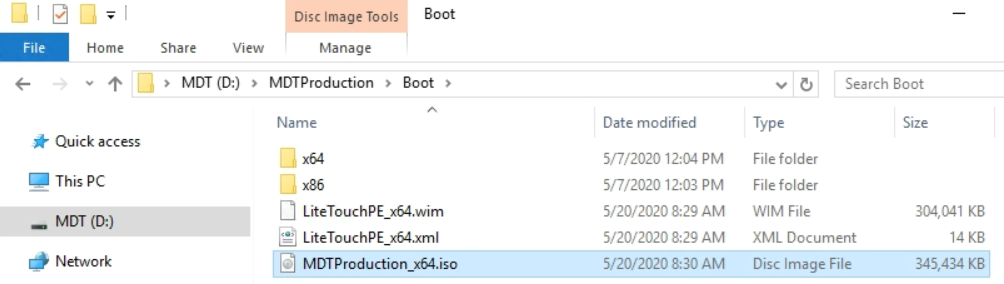 Disc Image Tools Boot
File Home Share View Manage
MDT (D:) > MDTProduction > Boot > Search Boot
Name Date modified Type Size
Quick access
This PC
MDT (D:)
Network
x64 5/7/2020 12:04 PM File folder
x86 5/7/2020 12:03 PM File folder
LiteTouchPE_x64.wim 5/20/2020 8:29 AM WIM File 304,041 KB
LiteTouchPE_x64.xml 5/20/2020 8:29 AM XML Document 14 KB
MDTProduction_x64.iso 5/20/2020 8:30 AM Disc Image File 345,434 KB